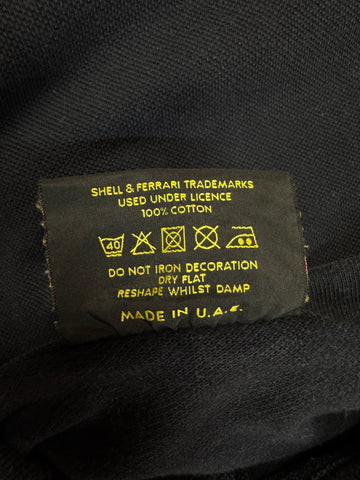 SHELL & FERRARI TRADEMARKS
USED UNDER LICENCE
100% COTTON
40
DO NOT IRON DECORATION
DRY FLAT
RESHAPE WHILST DAMP
MADE IN U.A.E.